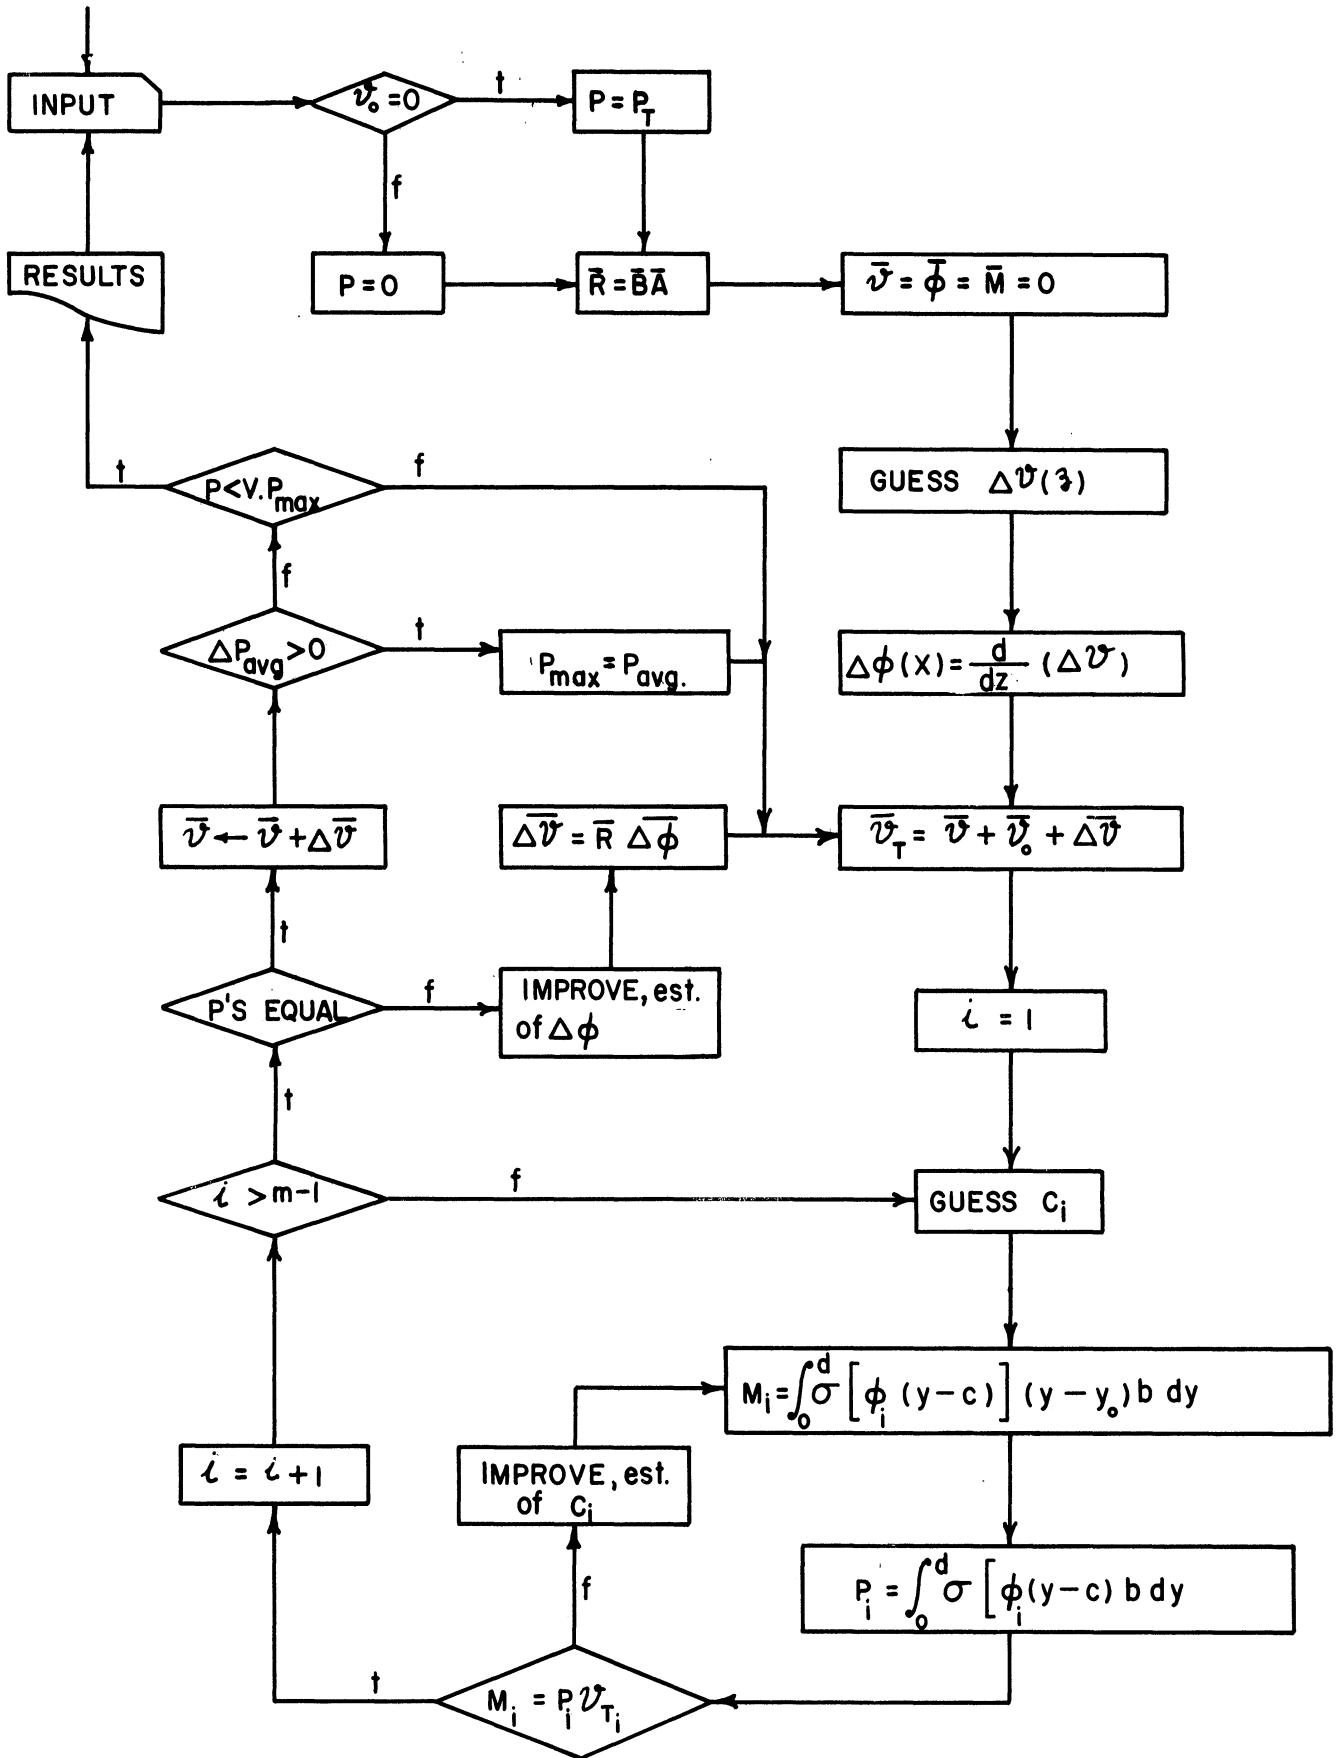 INPUT
𝓋₀ = 0
t
P = P_T
f
RESULTS
P = 0
R̄ = B̄Ā
v̄ = ϕ̄ = M̄ = 0
t
P < V.P_max
f
GUESS Δv(𝔷)
f
ΔP_avg > 0
t
P_max = P_avg.
Δϕ(X) = d/dz (Δv)
v̄ ← v̄ + Δv̄
Δv̄ = R̄ Δϕ̄
v̄_T = v̄ + v̄₀ + Δv̄
t
P'S EQUAL
f
IMPROVE, est.
of Δϕ
i = 1
t
i > m-1
f
GUESS C_i
M_i = ∫₀^d σ [ϕ_i (y-c)] (y-y₀) b dy
i = i + 1
IMPROVE, est.
of C_i
P_i = ∫₀^d σ [ϕ_i (y-c) b dy
f
t
M_i = P_i v_T_i